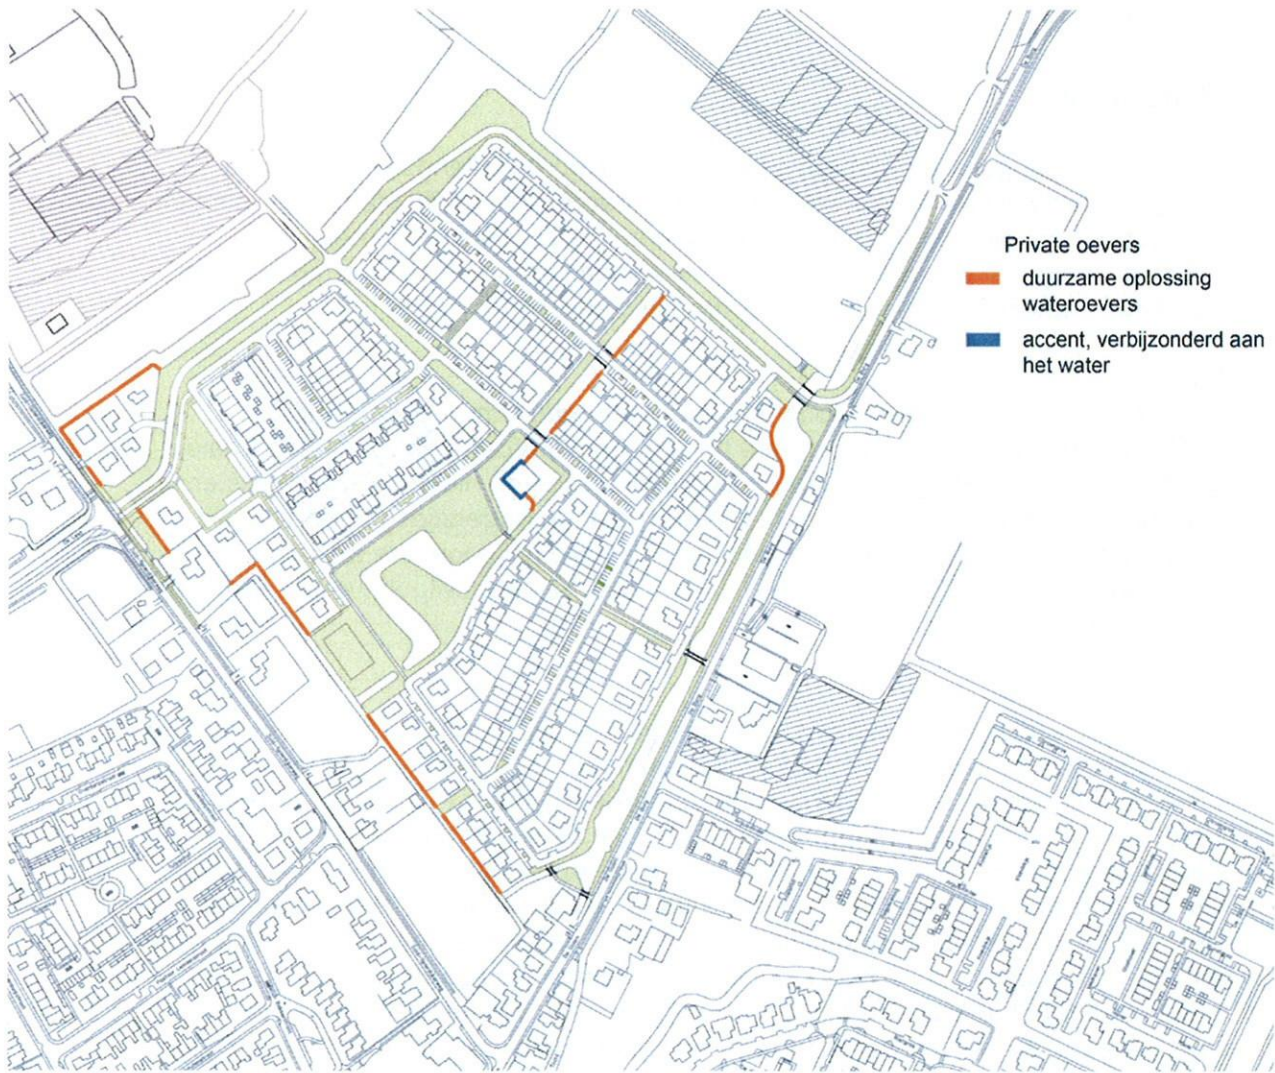 Private oevers
duurzame oplossing
wateroevers
accent, verbijzonderd aan
het water